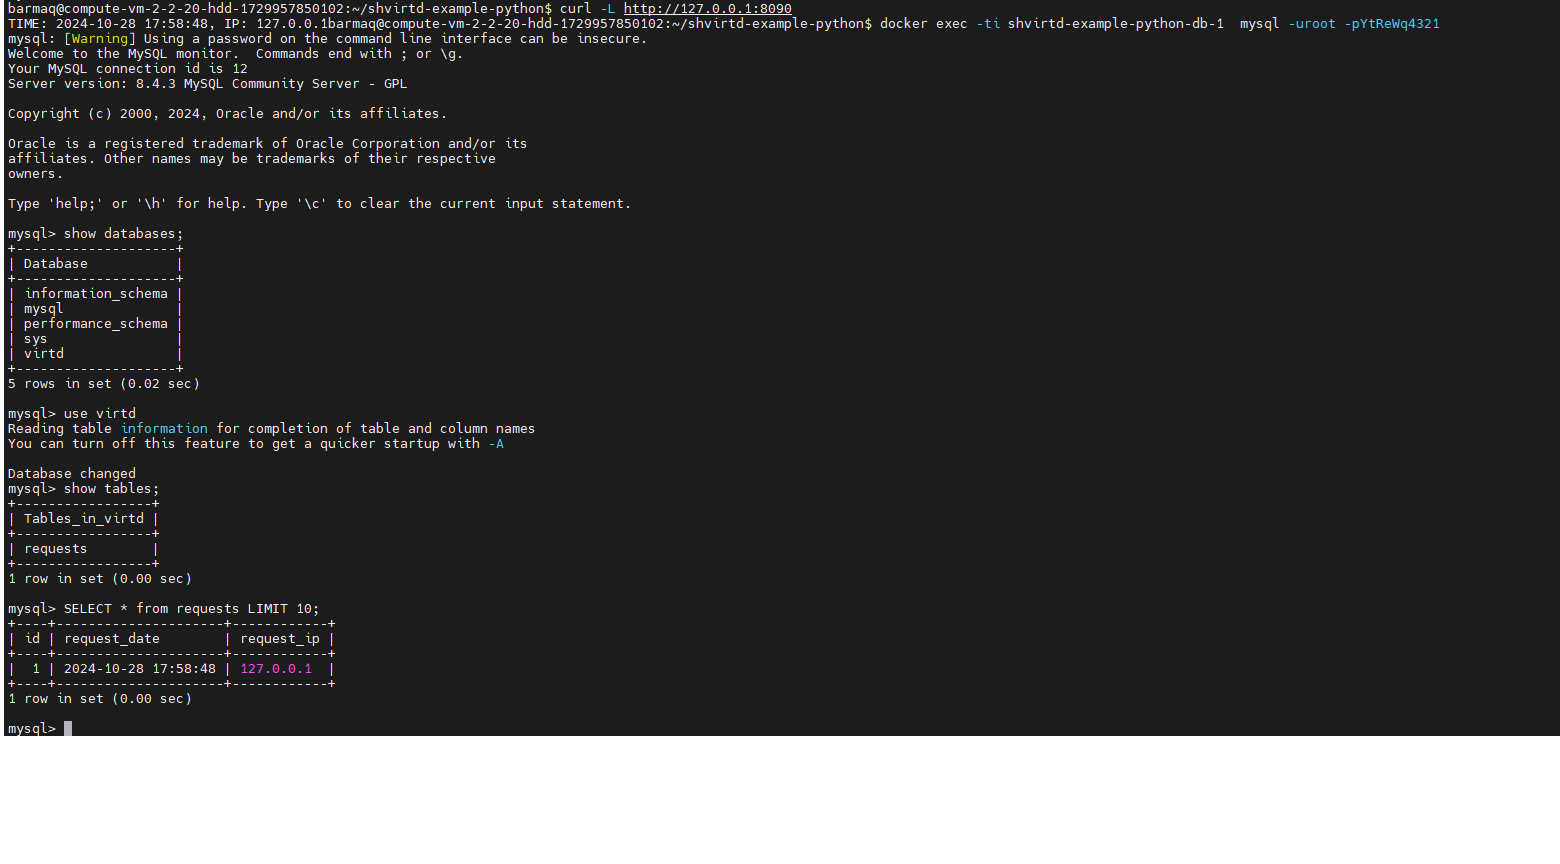 barmaq@compute-vm-2-2-20-hdd-1729957850102:~/shvirtd-example-python$ curl -L http://127.0.0.1:8090
TIME: 2024-10-28 17:58:48, IP: 127.0.0.1barmaq@compute-vm-2-2-20-hdd-1729957850102:~/shvirtd-example-python$ docker exec -ti shvirtd-example-python-db-1  mysql -uroot -pYtReWq4321
mysql: [Warning] Using a password on the command line interface can be insecure.
Welcome to the MySQL monitor.  Commands end with ; or \g.
Your MySQL connection id is 12
Server version: 8.4.3 MySQL Community Server - GPL

Copyright (c) 2000, 2024, Oracle and/or its affiliates.

Oracle is a registered trademark of Oracle Corporation and/or its
affiliates. Other names may be trademarks of their respective
owners.

Type 'help;' or '\h' for help. Type '\c' to clear the current input statement.

mysql> show databases;
+--------------------+
| Database           |
+--------------------+
| information_schema |
| mysql              |
| performance_schema |
| sys                |
| virtd              |
+--------------------+
5 rows in set (0.02 sec)

mysql> use virtd
Reading table information for completion of table and column names
You can turn off this feature to get a quicker startup with -A

Database changed
mysql> show tables;
+-----------------+
| Tables_in_virtd |
+-----------------+
| requests        |
+-----------------+
1 row in set (0.00 sec)

mysql> SELECT * from requests LIMIT 10;
+----+---------------------+------------+
| id | request_date        | request_ip |
+----+---------------------+------------+
|  1 | 2024-10-28 17:58:48 | 127.0.0.1  |
+----+---------------------+------------+
1 row in set (0.00 sec)

mysql>